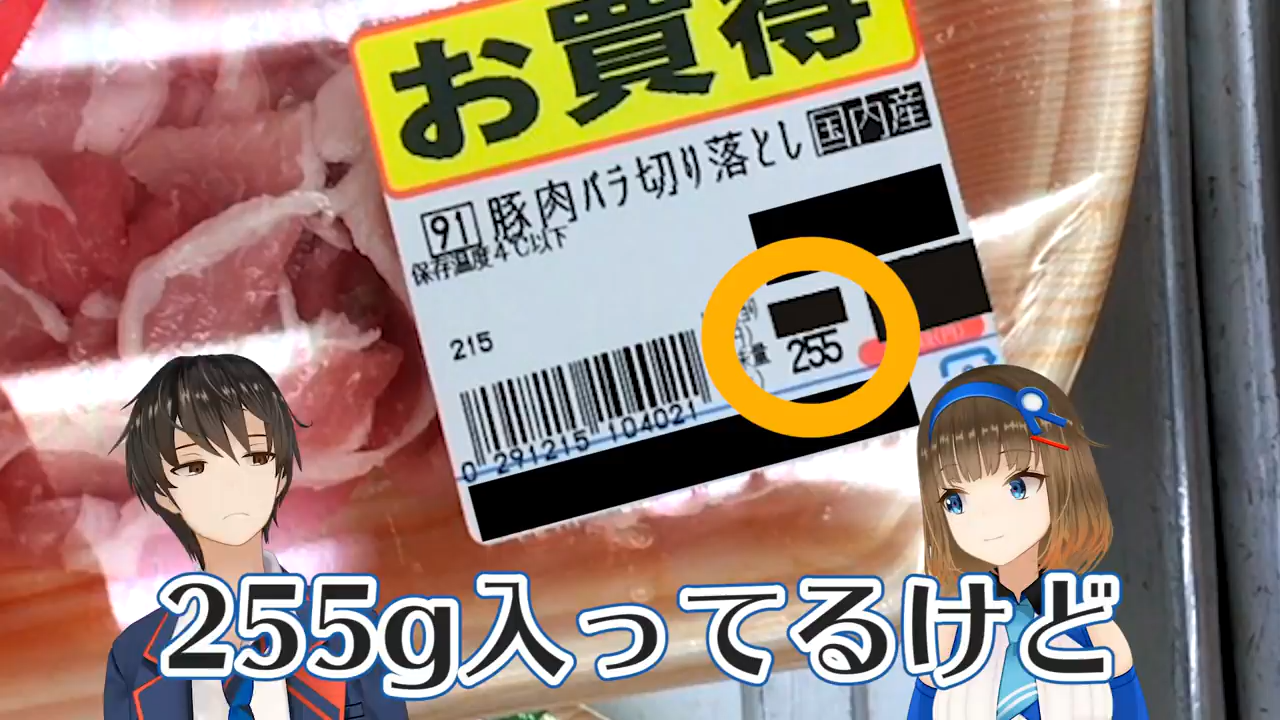 お買得
91 豚肉バラ切り落とし 国内産
保存温度4℃以下
215
量
255
(円)
0 291215 104021
255g入ってるけど